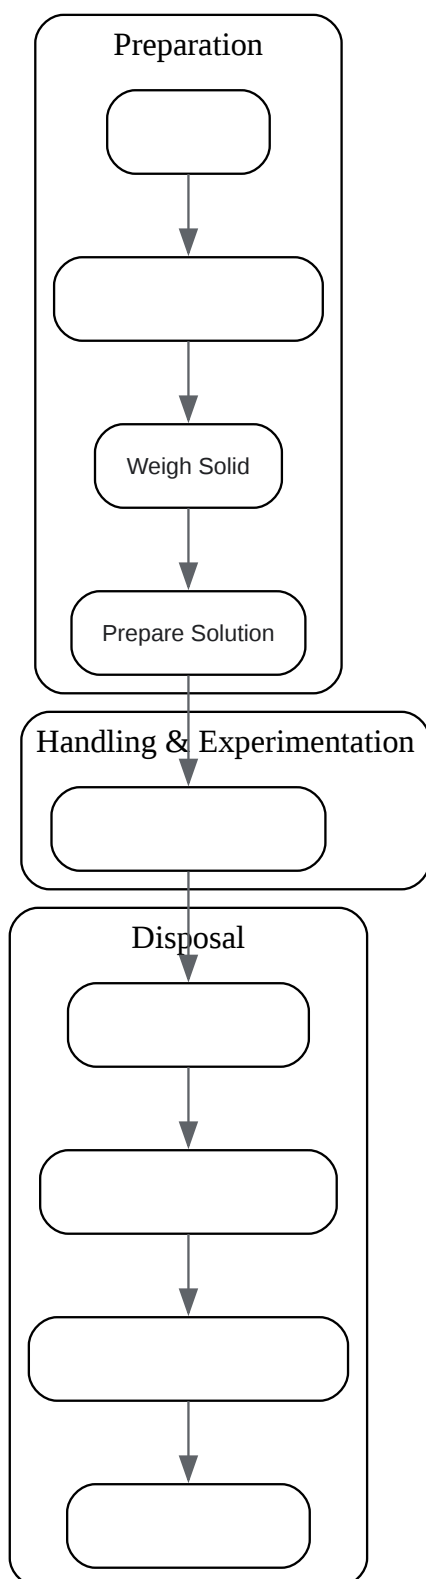 Preparation
Weigh Solid
Prepare Solution
Handling & Experimentation
Disposal